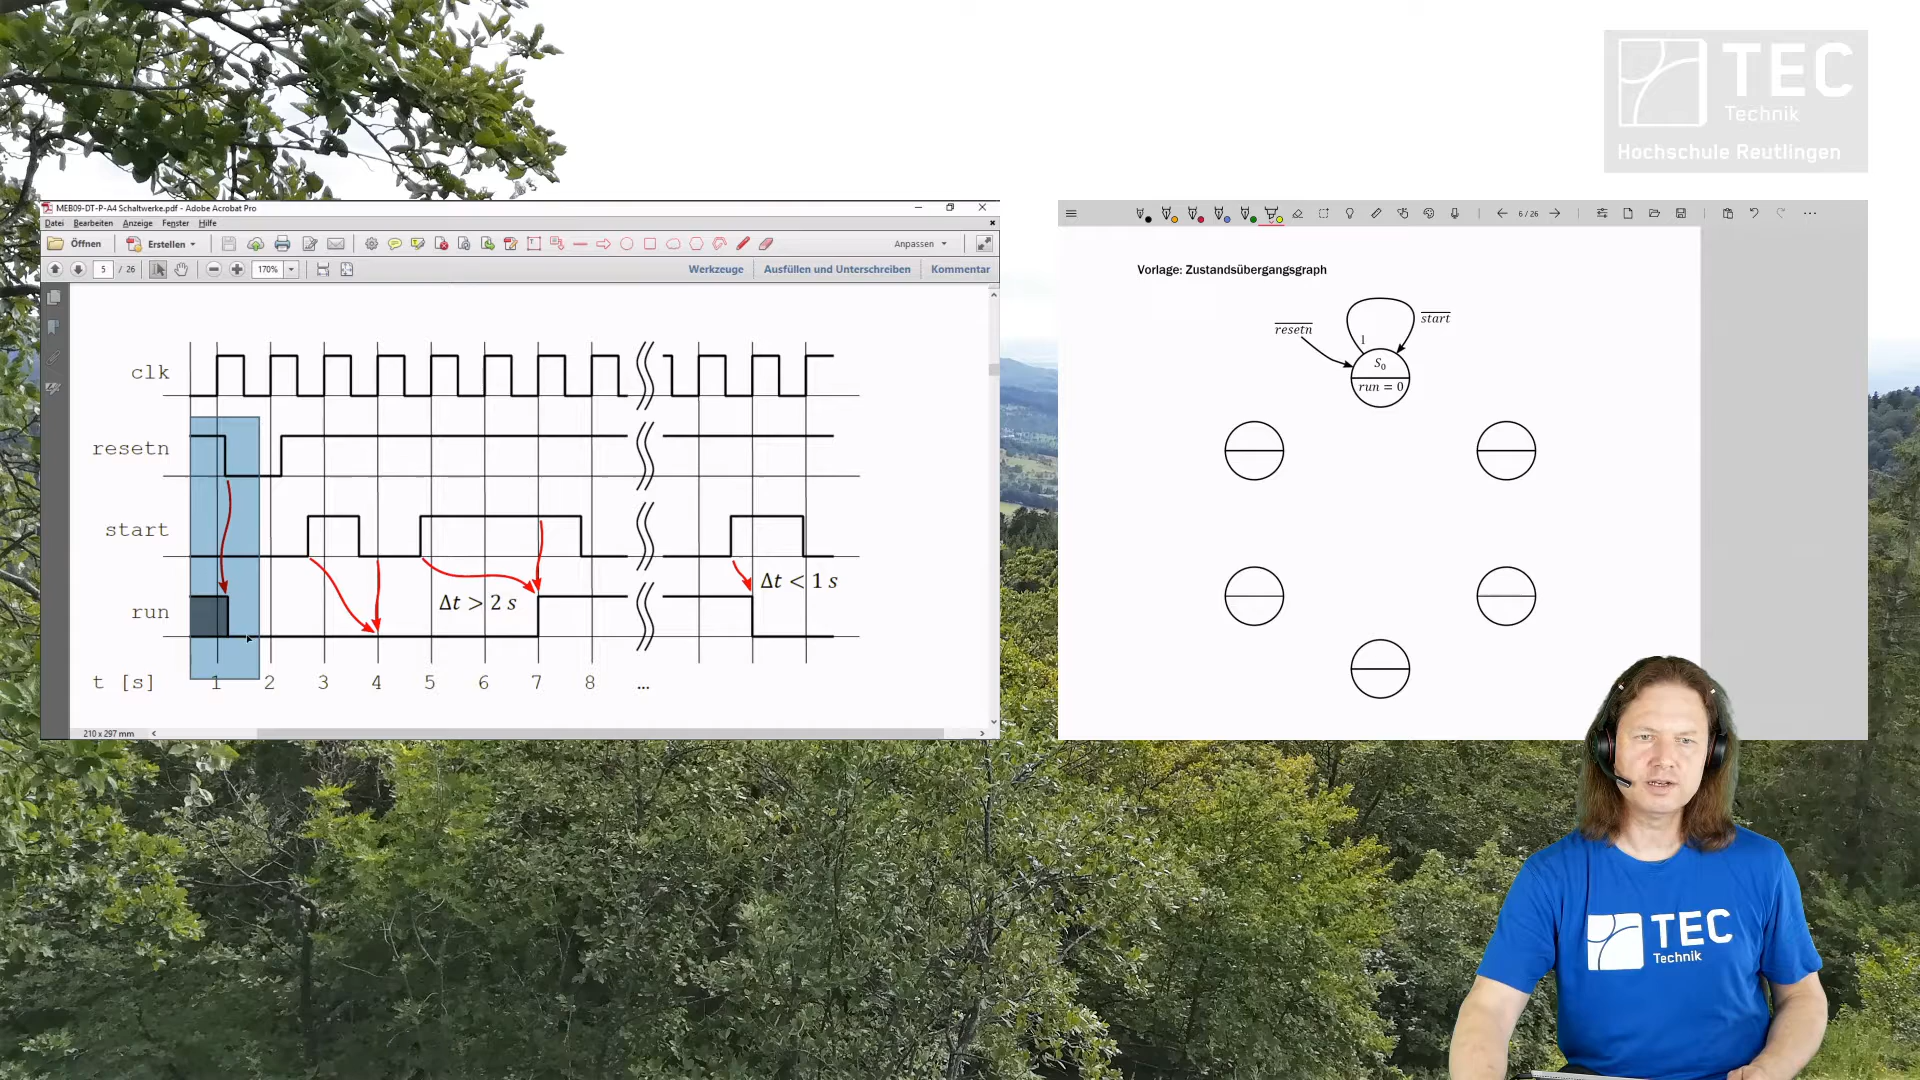 TEC
Technik
Hochschule Reutlingen
MEB09-DT-P-A4 Schaltwerke.pdf - Adobe Acrobat Pro
Datei Bearbeiten Anzeige Fenster Hilfe
Öffnen Erstellen Anpassen
5 / 26 170% Werkzeuge Ausfüllen und Unterschreiben Kommentar
clk
resetn
start
run
Δt > 2 s
Δt < 1 s
t [s] 1 2 3 4 5 6 7 8 ...
210 x 297 mm
6 / 26
Vorlage: Zustandsübergangsgraph
resetn
start
1
S0
run = 0
TEC
Technik